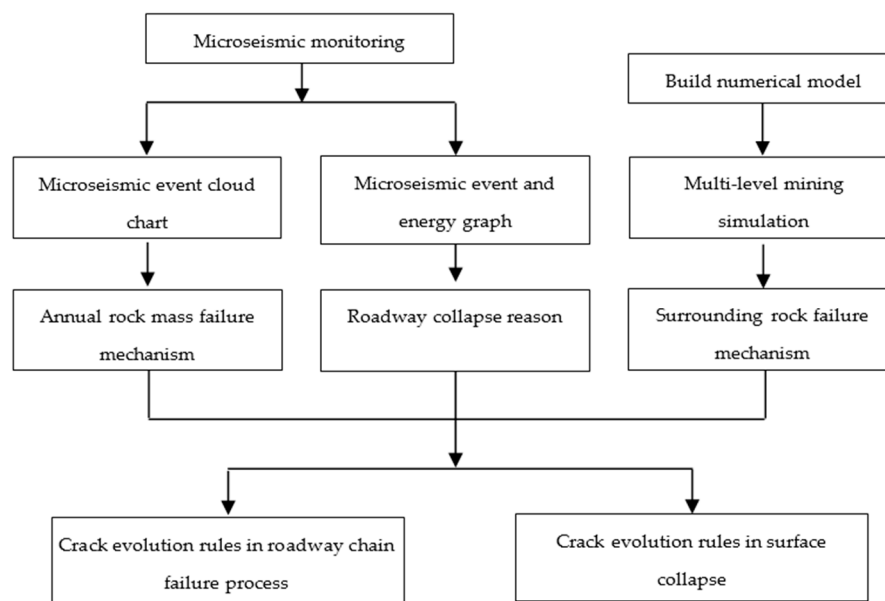 Microseismic monitoring
Build numerical model
Microseismic event cloud
chart
Microseismic event and
energy graph
Multi-level mining
simulation
Annual rock mass failure
mechanism
Roadway collapse reason
Surrounding rock failure
mechanism
Crack evolution rules in roadway chain
failure process
Crack evolution rules in surface
collapse